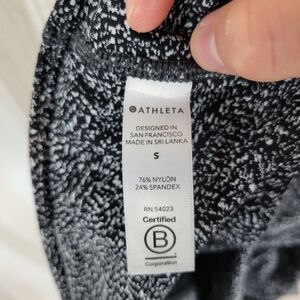 ATHLETA
DESIGNED IN
SAN FRANCISCO
MADE IN SRI LANKA
S
76% NYLON
24% SPANDEX
RN 54023
Certified
B
Corporation